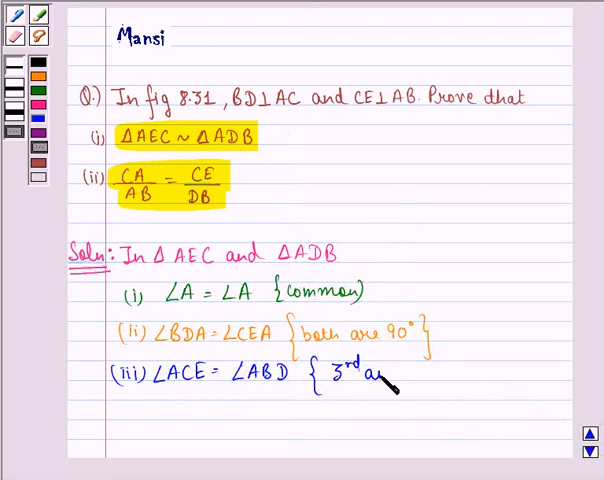 Mansi
Q.) In fig 8.31, BD⊥AC and CE⊥AB. Prove that
(i) ΔAEC ~ ΔADB
(ii) CA/AB = CE/DB
Soln: In Δ AEC and ΔADB
(i) ∠A = ∠A {common}
(ii) ∠BDA = ∠CEA {both are 90°}
(iii) ∠ACE = ∠ABD { 3rd a